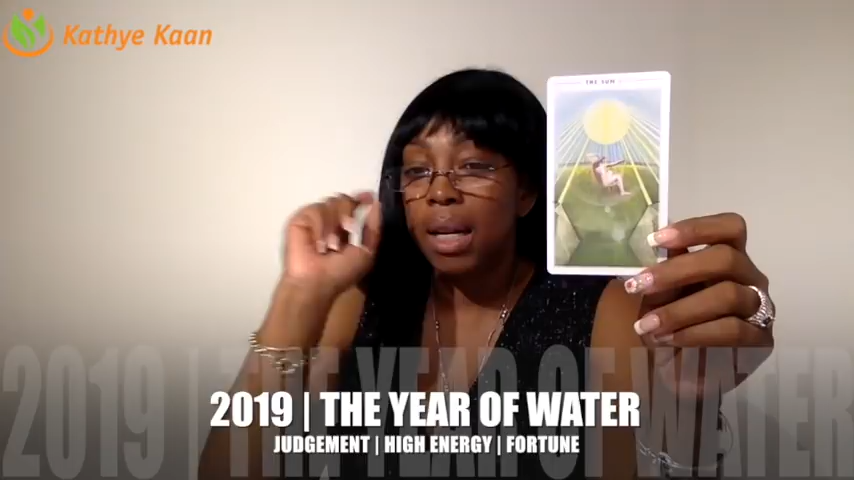 Kathye Kaan
THE SUN
2019 | THE YEAR OF WATER
2019 | THE YEAR OF WATER
JUDGEMENT | HIGH ENERGY | FORTUNE